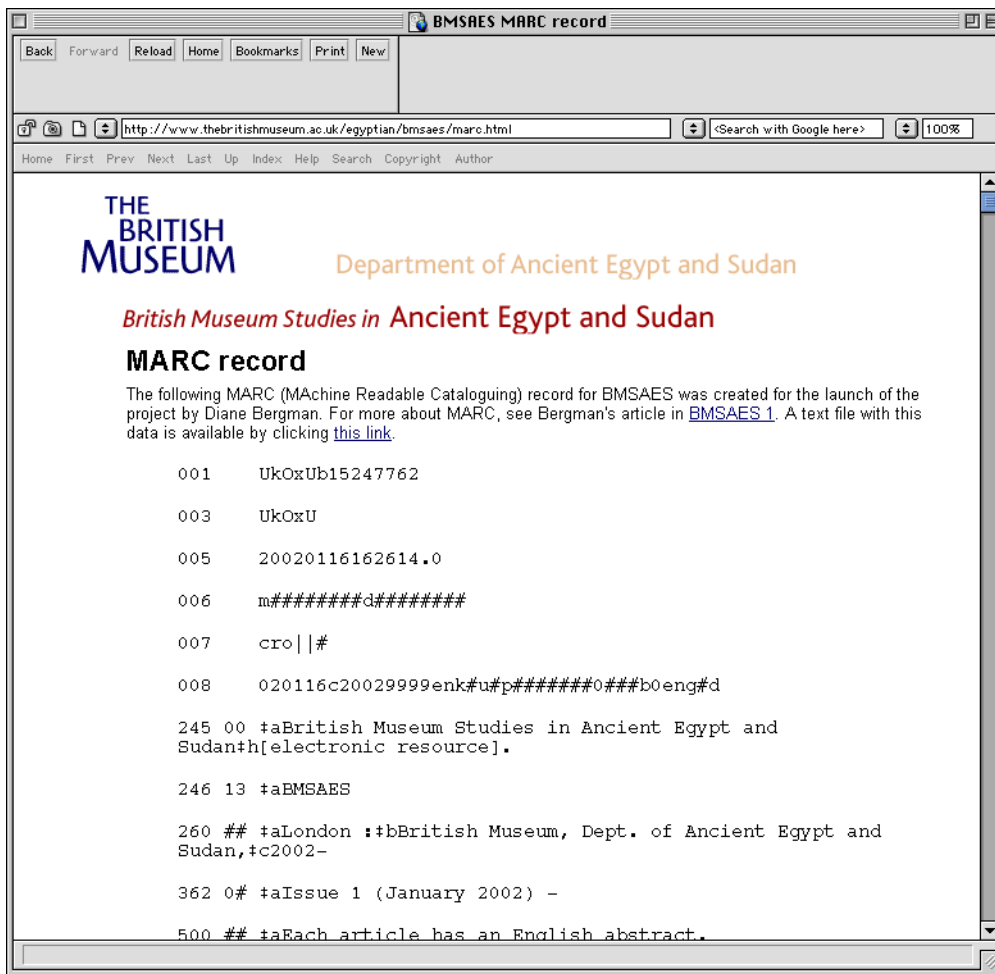 BMSAES MARC record
Back Forward Reload Home Bookmarks Print New
http://www.thebritishmuseum.ac.uk/egyptian/bmsaes/marc.html <Search with Google here> 100%
Home First Prev Next Last Up Index Help Search Copyright Author
THE
BRITISH
MUSEUM
Department of Ancient Egypt and Sudan
British Museum Studies in Ancient Egypt and Sudan
MARC record
The following MARC (MAchine Readable Cataloguing) record for BMSAES was created for the launch of the
project by Diane Bergman. For more about MARC, see Bergman's article in BMSAES 1. A text file with this
data is available by clicking this link.
001 UkOxUb15247762
003 UkOxU
005 20020116162614.0
006 m########d########
007 cro||#
008 020116c20029999enk#u#p#######0###b0eng#d
245 00 ‡aBritish Museum Studies in Ancient Egypt and
Sudan‡h[electronic resource].
246 13 ‡aBMSAES
260 ## ‡aLondon :‡bBritish Museum, Dept. of Ancient Egypt and
Sudan,‡c2002-
362 0# ‡aIssue 1 (January 2002) -
500 ## ‡aEach article has an English abstract.